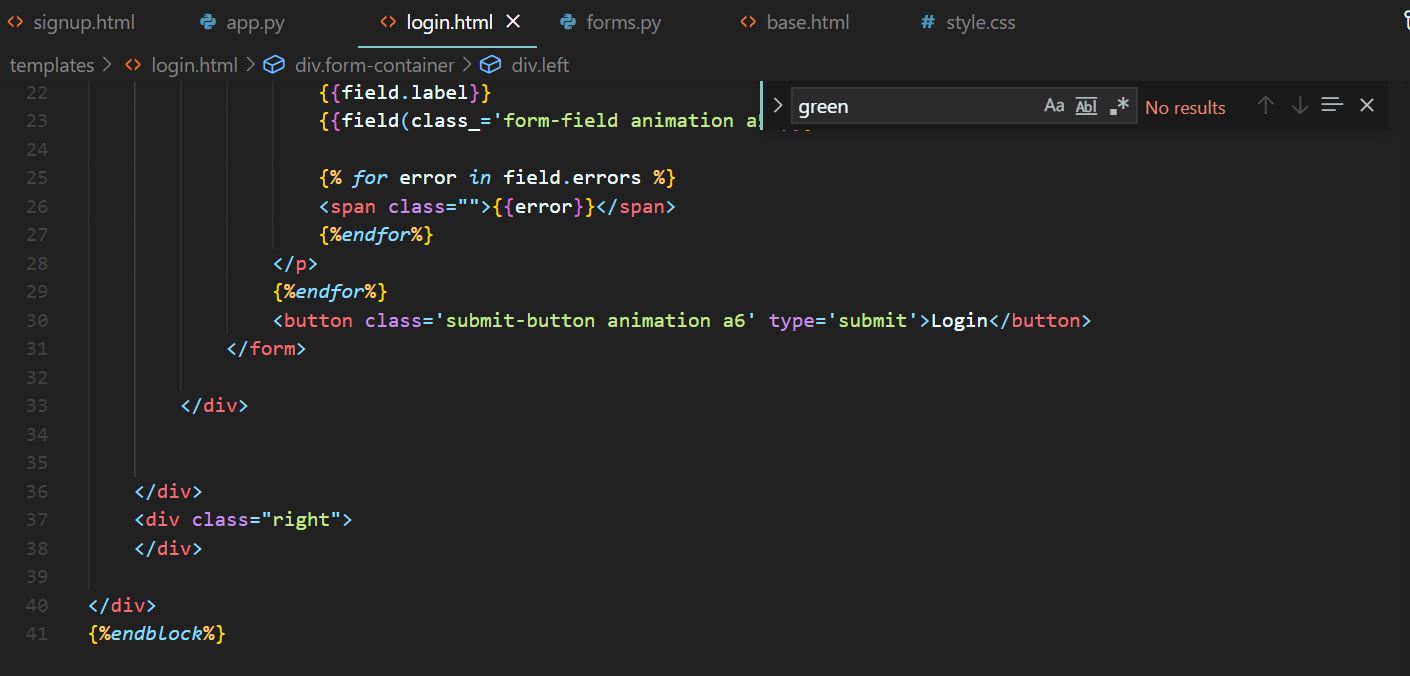 signup.html app.py login.html forms.py base.html style.css
templates > login.html > div.form-container > div.left
green Aa Abl .* No results
22 {{field.label}}
23 {{field(class_='form-field animation
24
25 {% for error in field.errors %}
26 <span class="">{{error}}</span>
27 {%endfor%}
28 </p>
29 {%endfor%}
30 <button class='submit-button animation a6' type='submit'>Login</button>
31 </form>
32
33 </div>
34
35
36 </div>
37 <div class="right">
38 </div>
39
40 </div>
41 {%endblock%}